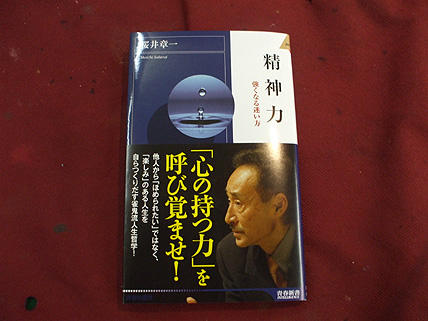 桜井章一
Shoichi Sakurai
精神力
強くなる迷い方
「心の持つ力」を
呼び覚ませ!
他人から「ほめられたい」ではなく、
「楽しみ」のある人生を
自らつくりだす雀鬼流人生哲学!
青春新書